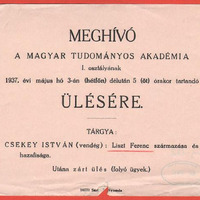 MEGHÍVÓ
A MAGYAR TUDOMÁNYOS AKADÉMIA
I. osztályának
1937. évi május hó 3-án (hétfőn) délután 5 (öt) órakor tartandó
ÜLÉSÉRE.
TÁRGYA:
CSEKEY ISTVÁN (vendég): Liszt Ferenc származása és
hazafisága.
Utána zárt ülés (folyó ügyek.)